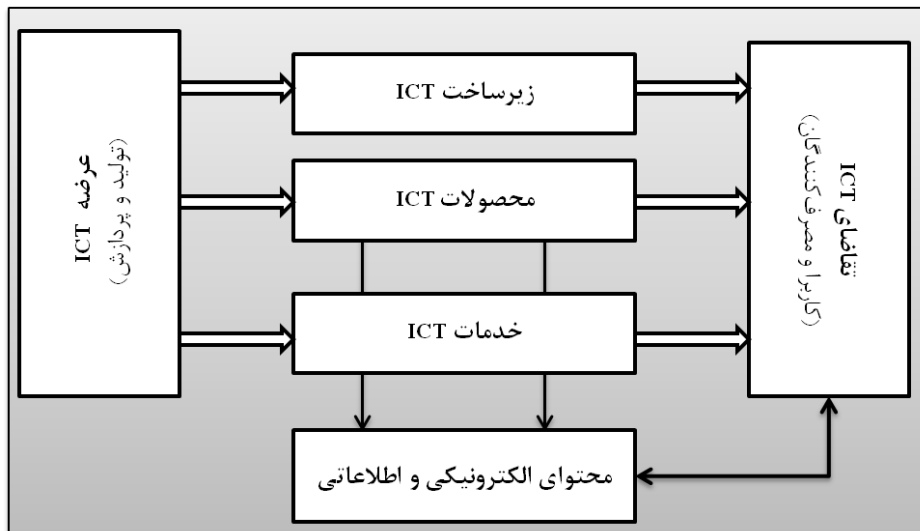 عرضه ICT
(تولید و پردازش)
زیرساخت ICT
محصولات ICT
خدمات ICT
محتوای الکترونیکی و اطلاعاتی
تقاضای ICT
(کاربرا و مصرف‌کنندگان)